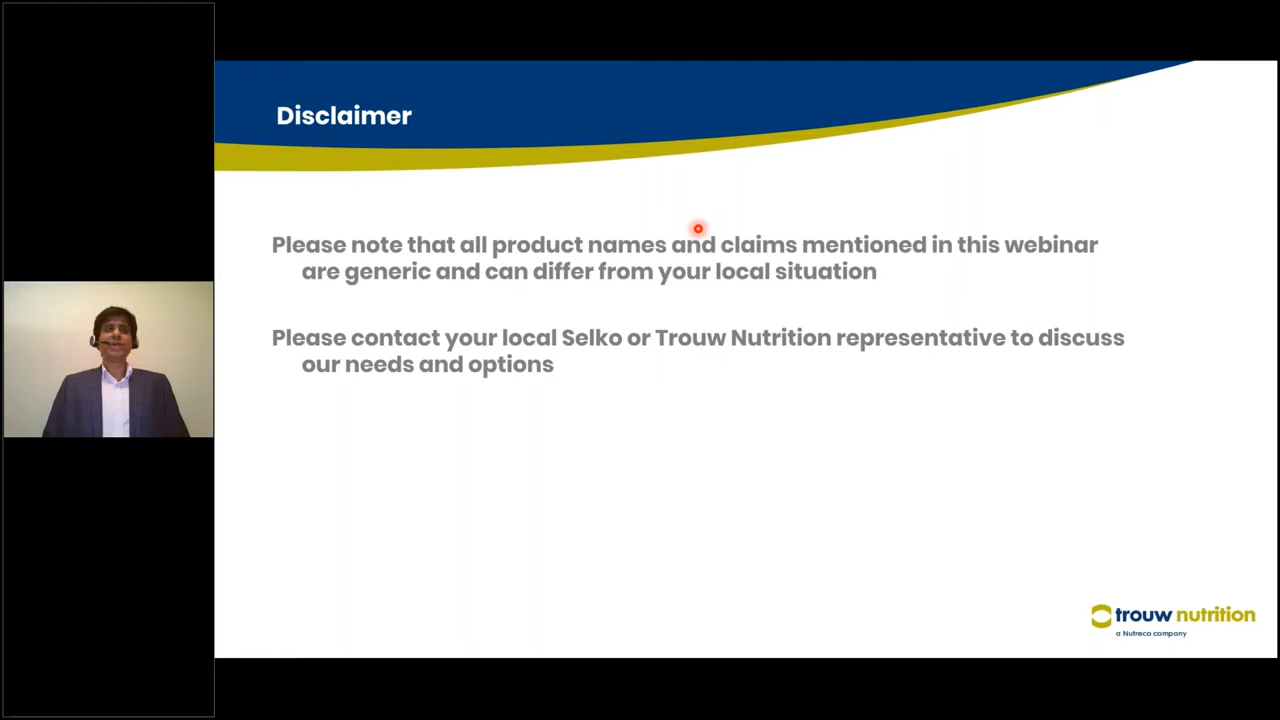 Disclaimer
Please note that all product names and claims mentioned in this webinar
are generic and can differ from your local situation
Please contact your local Selko or Trouw Nutrition representative to discuss
our needs and options
trouw nutrition
a Nutreco company